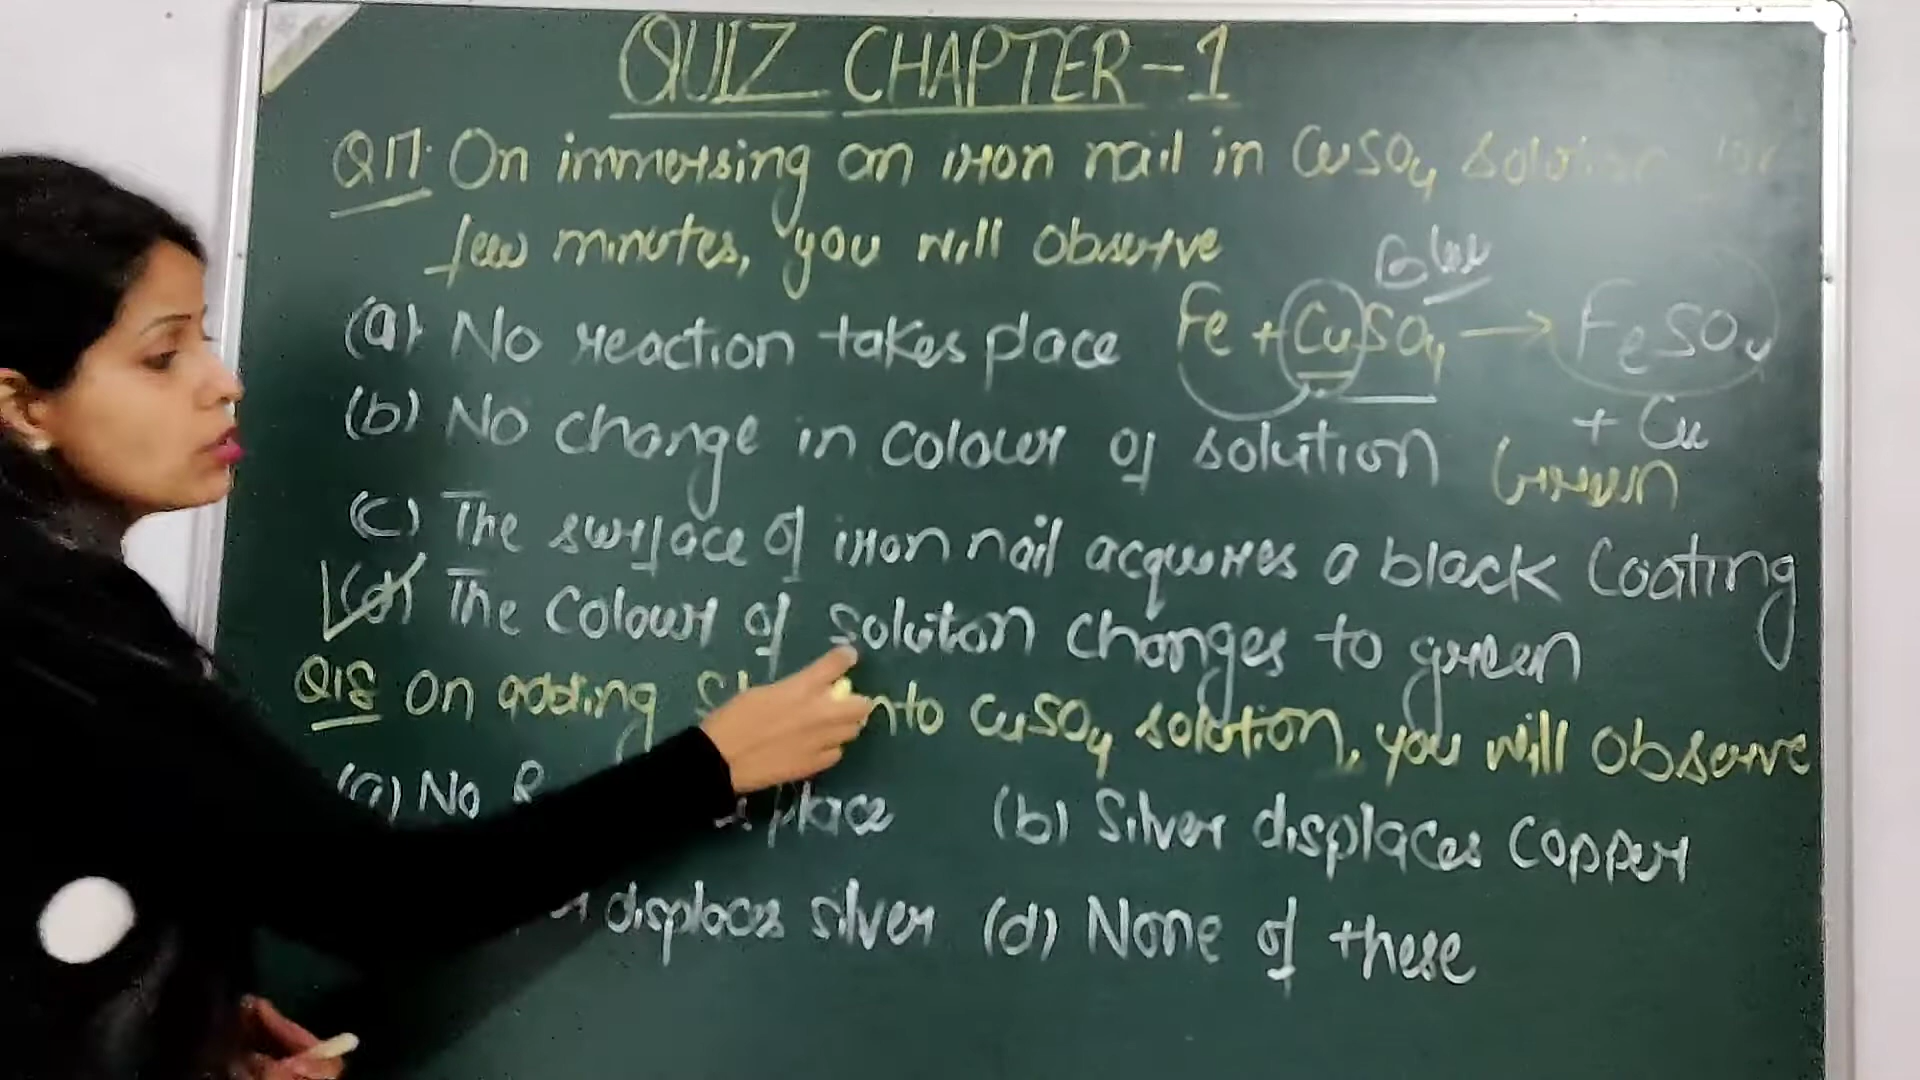 QUIZ CHAPTER-1
Q17. On immersing an iron nail in CuSO4 solution for
few minutes, you will observe
Blue
(a) No reaction takes place Fe + CuSO4 → FeSO4
+ Cu
(b) No change in colour of solution Green
(c) The surface of iron nail acquires a black coating
(d) The colour of solution changes to green
Q18 On adding into CuSO4 solution, you will observe
(a) No place (b) Silver displaces copper
displaces silver (d) None of these